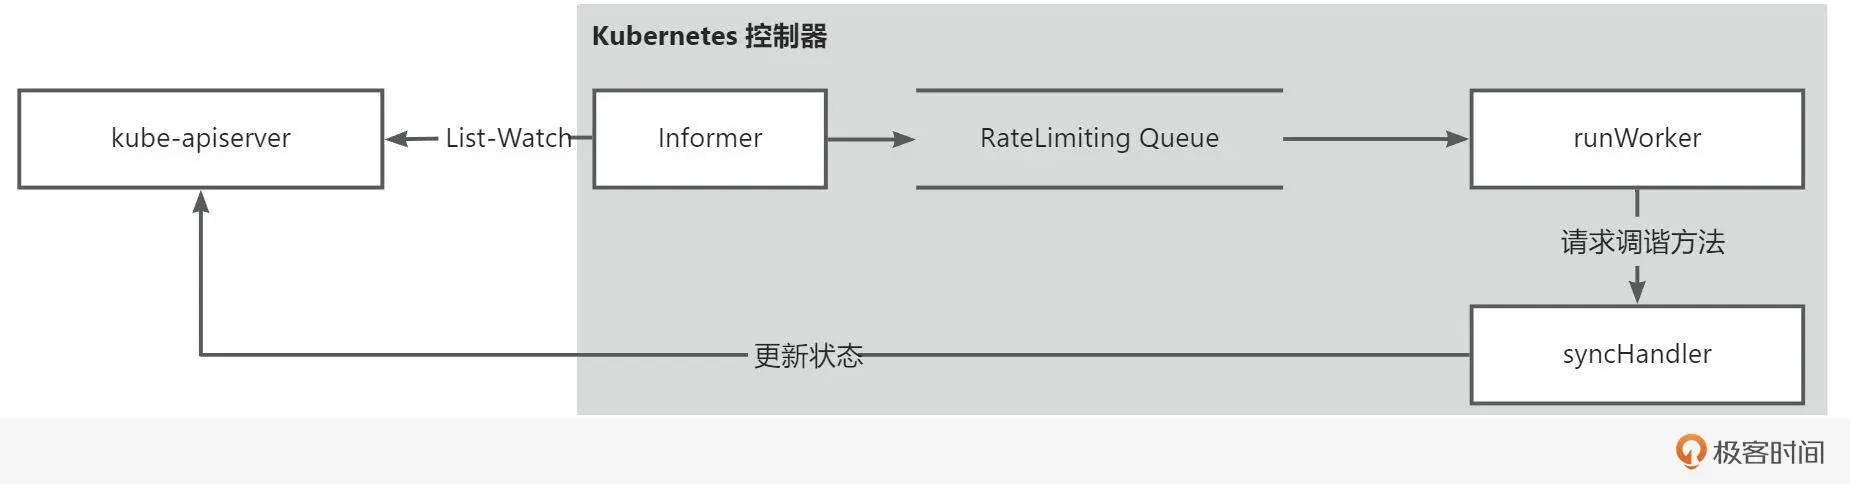 Kubernetes 控制器
kube-apiserver
List-Watch
Informer
RateLimiting Queue
runWorker
请求调谐方法
更新状态
syncHandler
极客时间